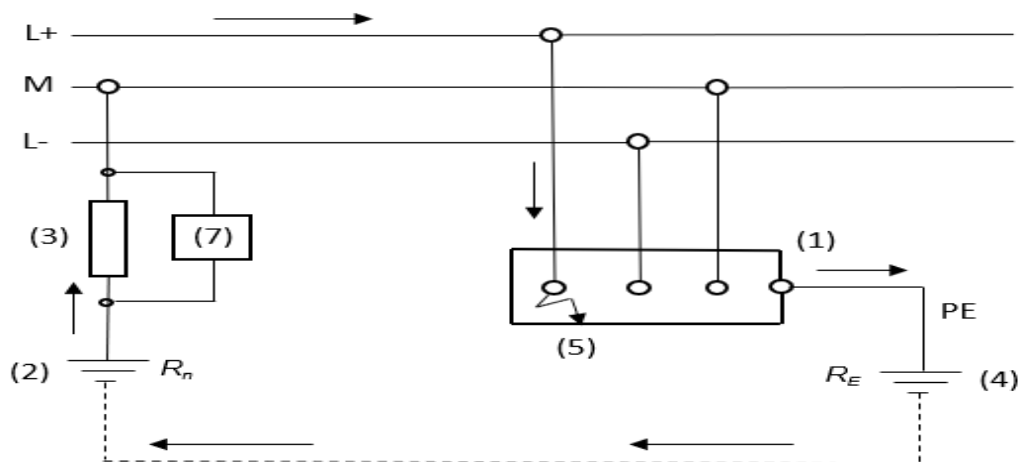 L+
M
L-
(3)
(7)
(1)
(5)
PE
(2)
Rn
RE
(4)